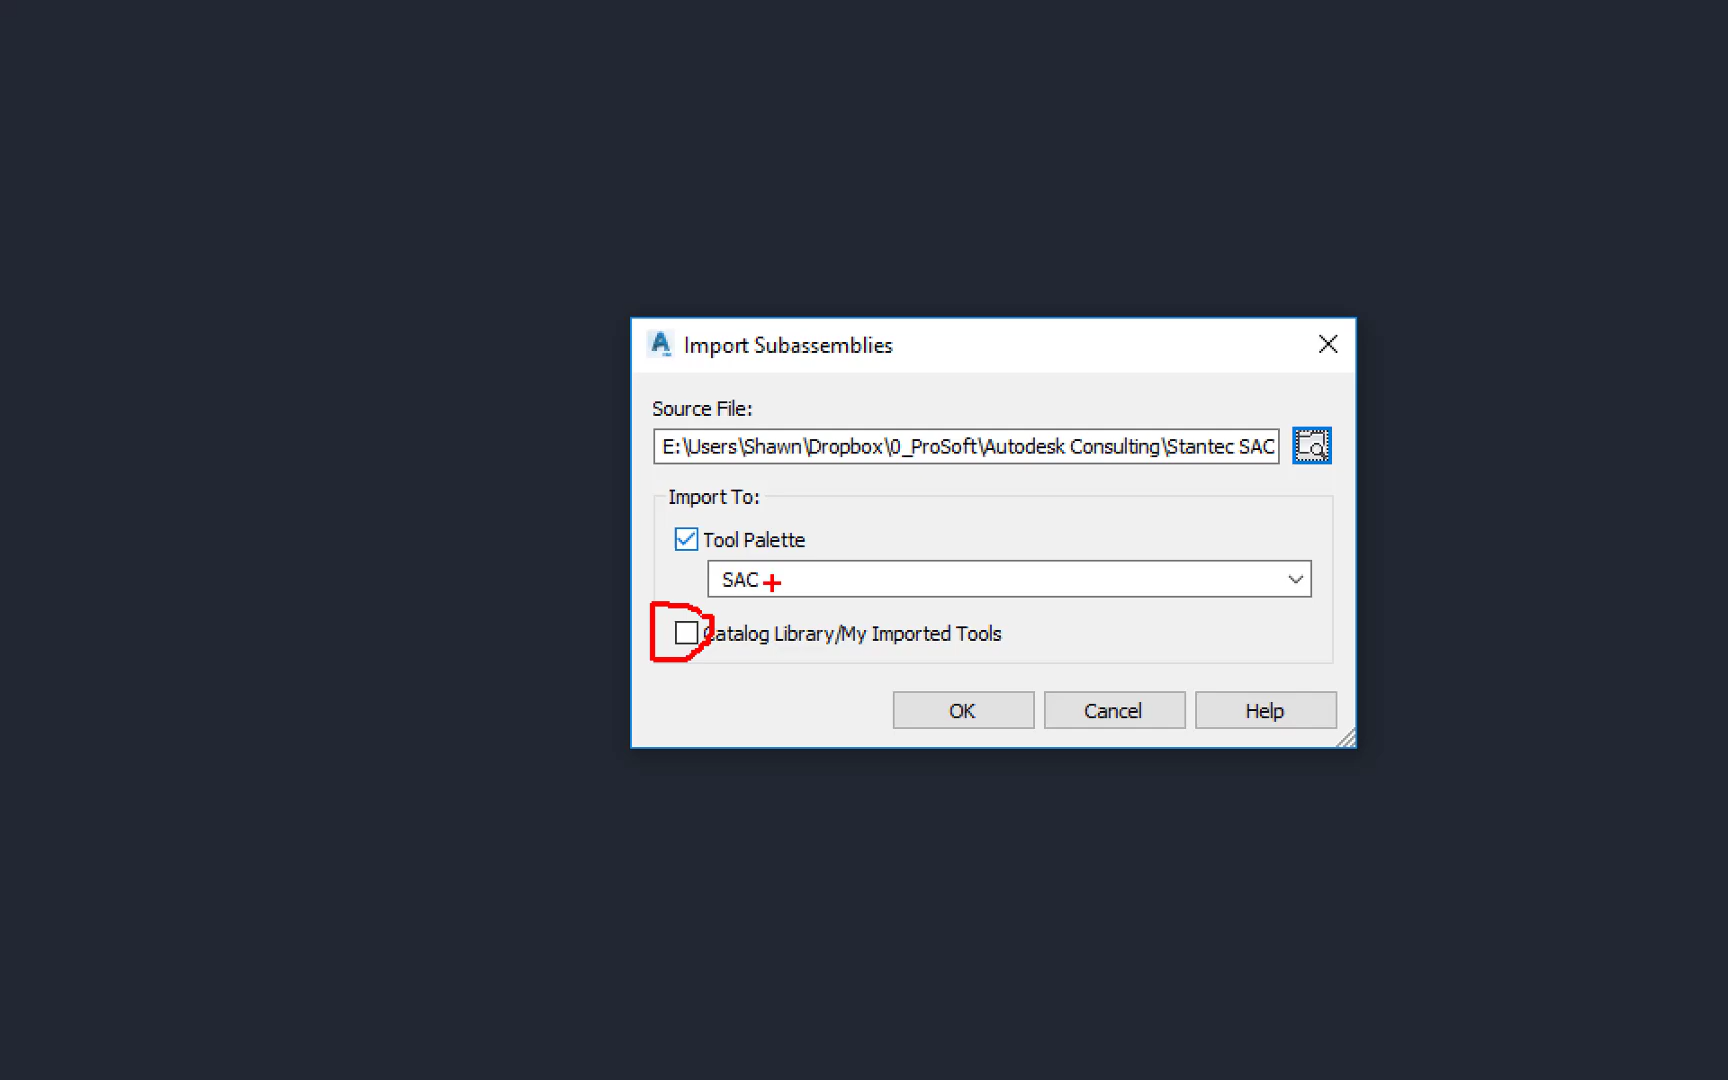 Import Subassemblies
Source File:
E:\Users\Shawn\Dropbox\0_ProSoft\Autodesk Consulting\Stantec SAC
Import To:
Tool Palette
SAC
Catalog Library/My Imported Tools
OK Cancel Help